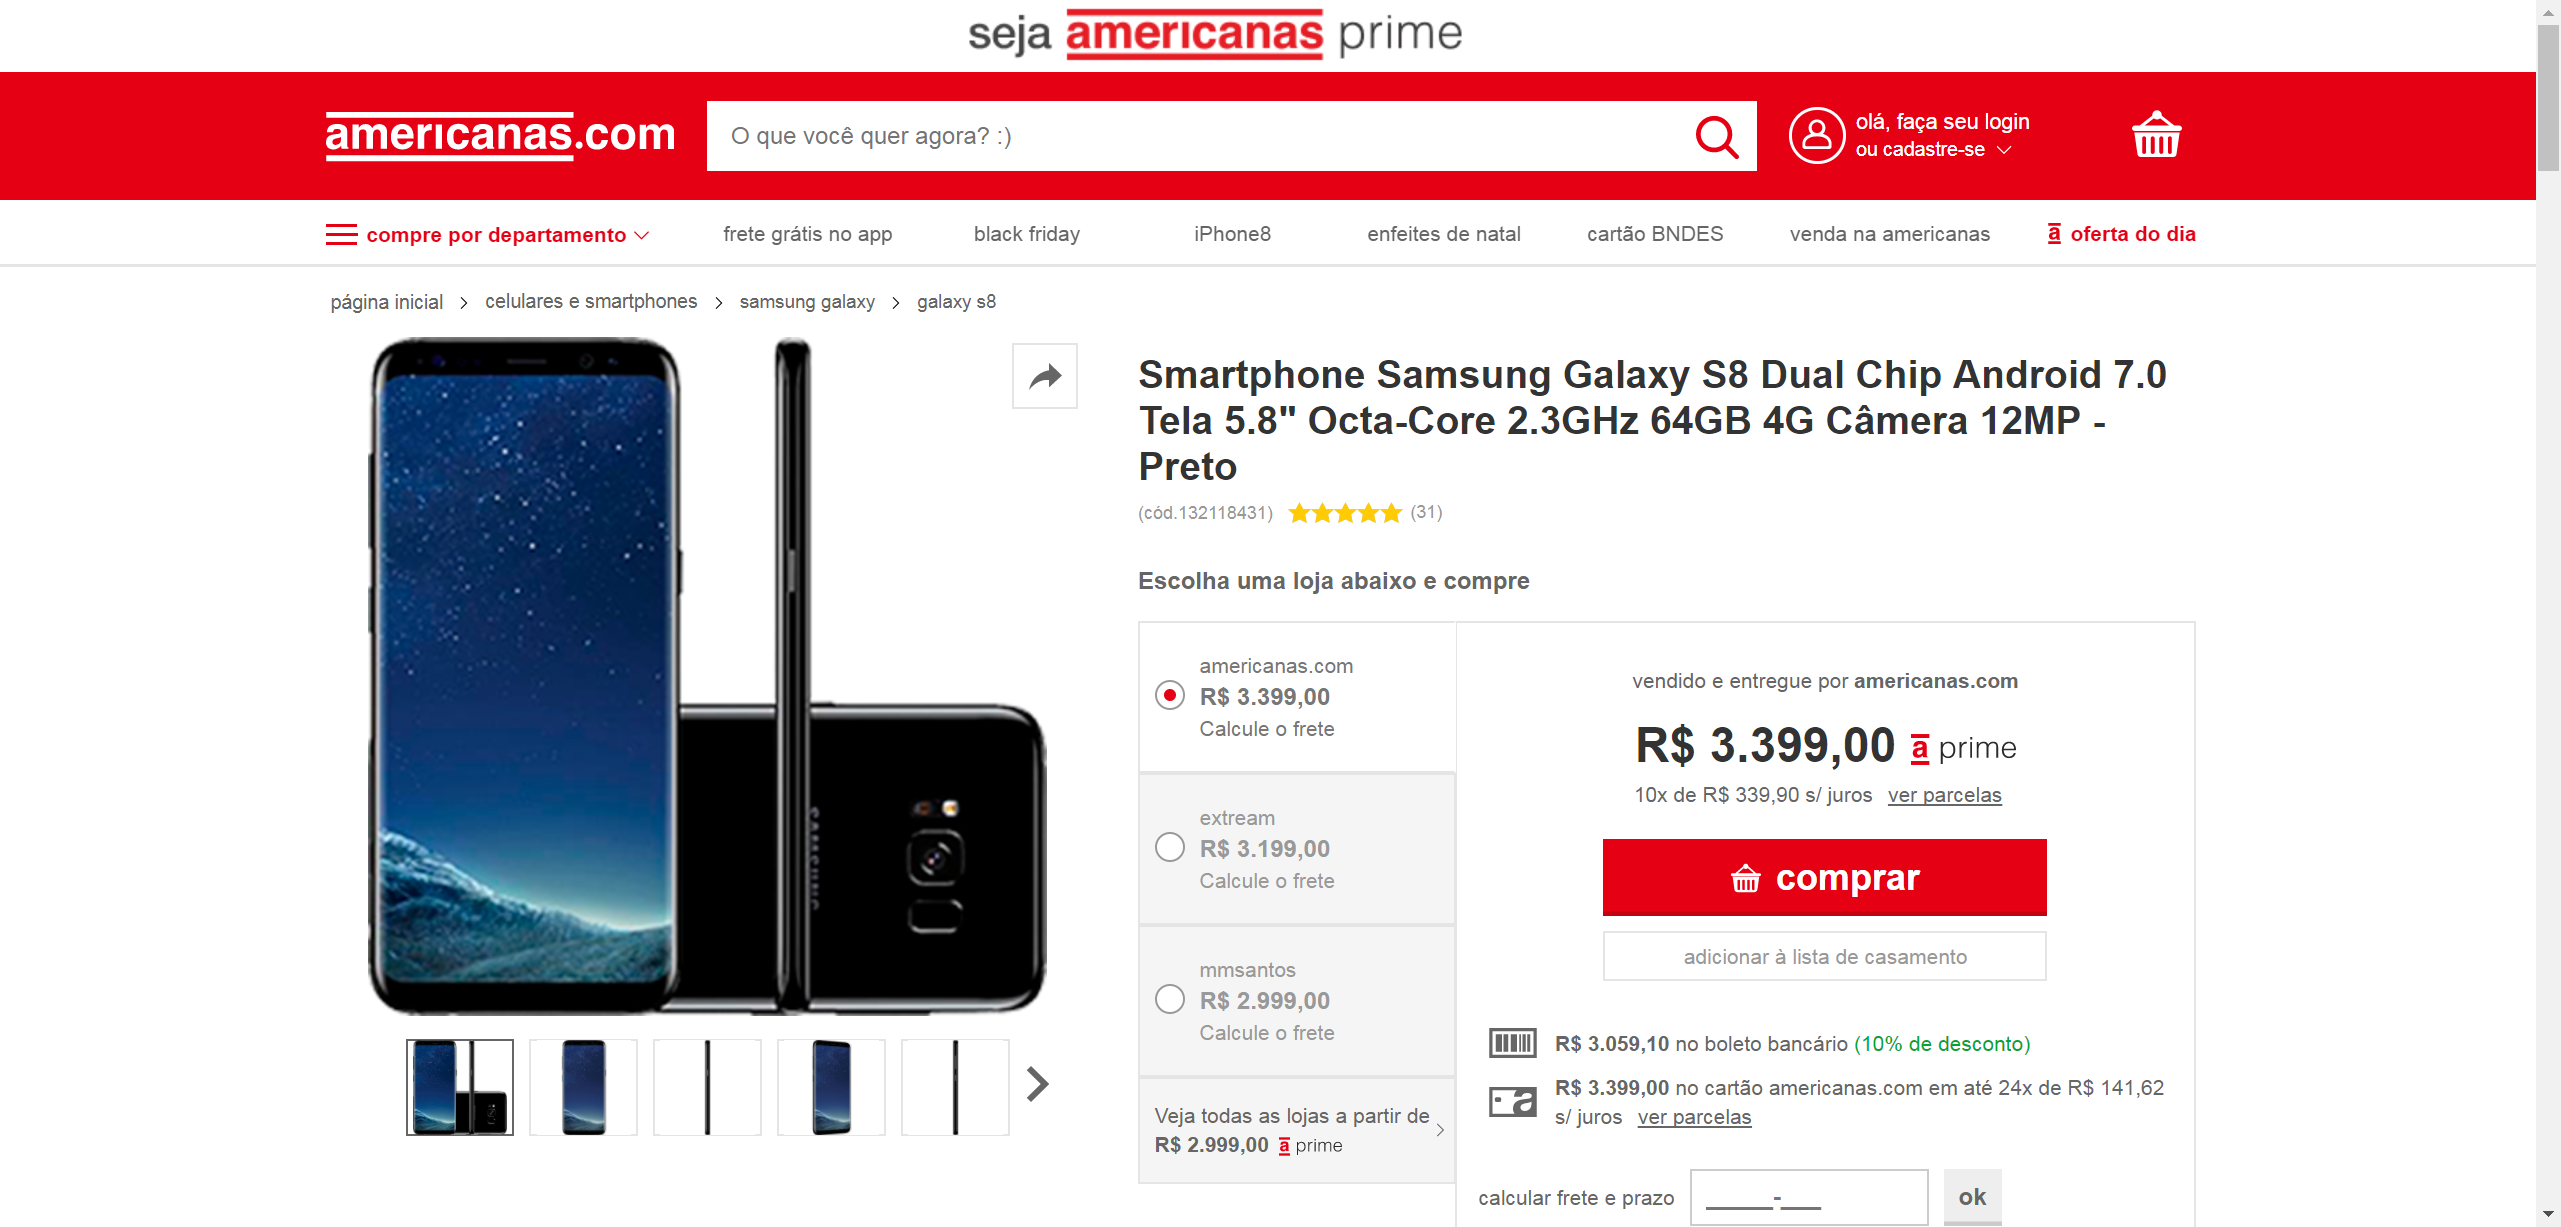 seja americanas prime
americanas.com
O que você quer agora? :)
olá, faça seu login
ou cadastre-se
compre por departamento
frete grátis no app
black friday
iPhone8
enfeites de natal
cartão BNDES
venda na americanas
a oferta do dia
página inicial > celulares e smartphones > samsung galaxy > galaxy s8
SAMSUNG
Smartphone Samsung Galaxy S8 Dual Chip Android 7.0
Tela 5.8" Octa-Core 2.3GHz 64GB 4G Câmera 12MP -
Preto
(cód.132118431) (31)
Escolha uma loja abaixo e compre
americanas.com
R$ 3.399,00
Calcule o frete
extream
R$ 3.199,00
Calcule o frete
mmsantos
R$ 2.999,00
Calcule o frete
Veja todas as lojas a partir de
R$ 2.999,00 a prime
vendido e entregue por americanas.com
R$ 3.399,00 a prime
10x de R$ 339,90 s/ juros ver parcelas
comprar
adicionar à lista de casamento
R$ 3.059,10 no boleto bancário (10% de desconto)
R$ 3.399,00 no cartão americanas.com em até 24x de R$ 141,62
s/ juros ver parcelas
calcular frete e prazo _____-___ ok